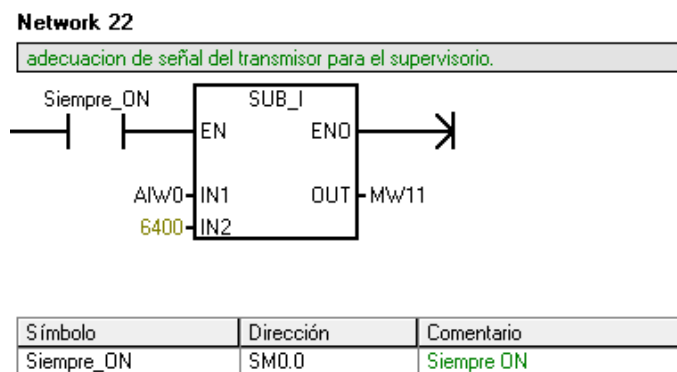 Network 22
adecuacion de señal del transmisor para el supervisorio.
Siempre_ON
SUB_I
EN ENO
AIW0 IN1 OUT MW11
6400 IN2
Símbolo Dirección Comentario
Siempre_ON SM0.0 Siempre ON